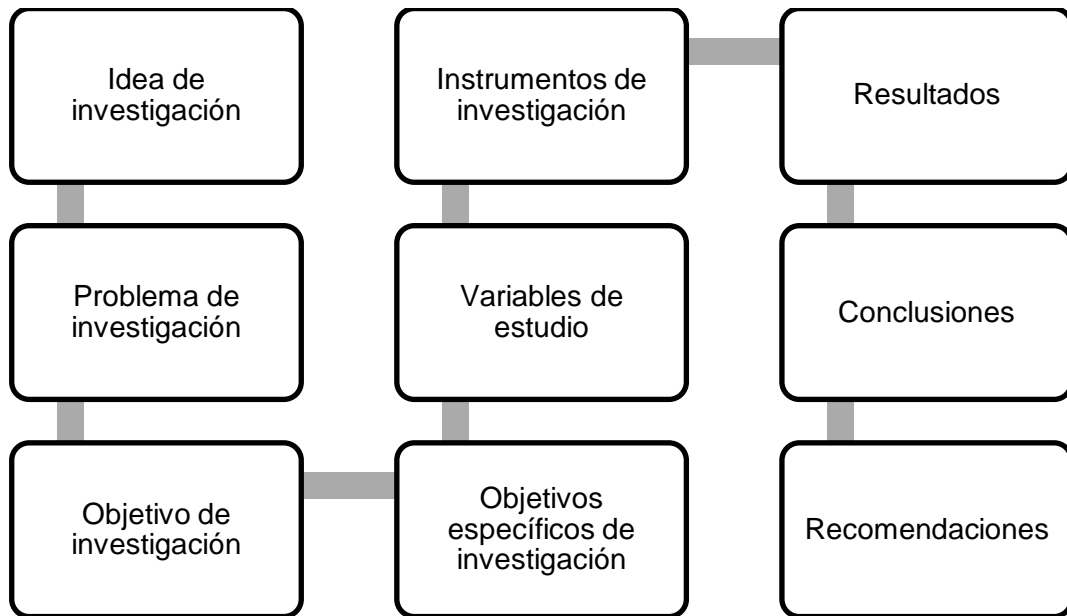 Idea de
investigación
Problema de
investigación
Objetivo de
investigación
Objetivos
específicos de
investigación
Variables de
estudio
Instrumentos de
investigación
Resultados
Conclusiones
Recomendaciones